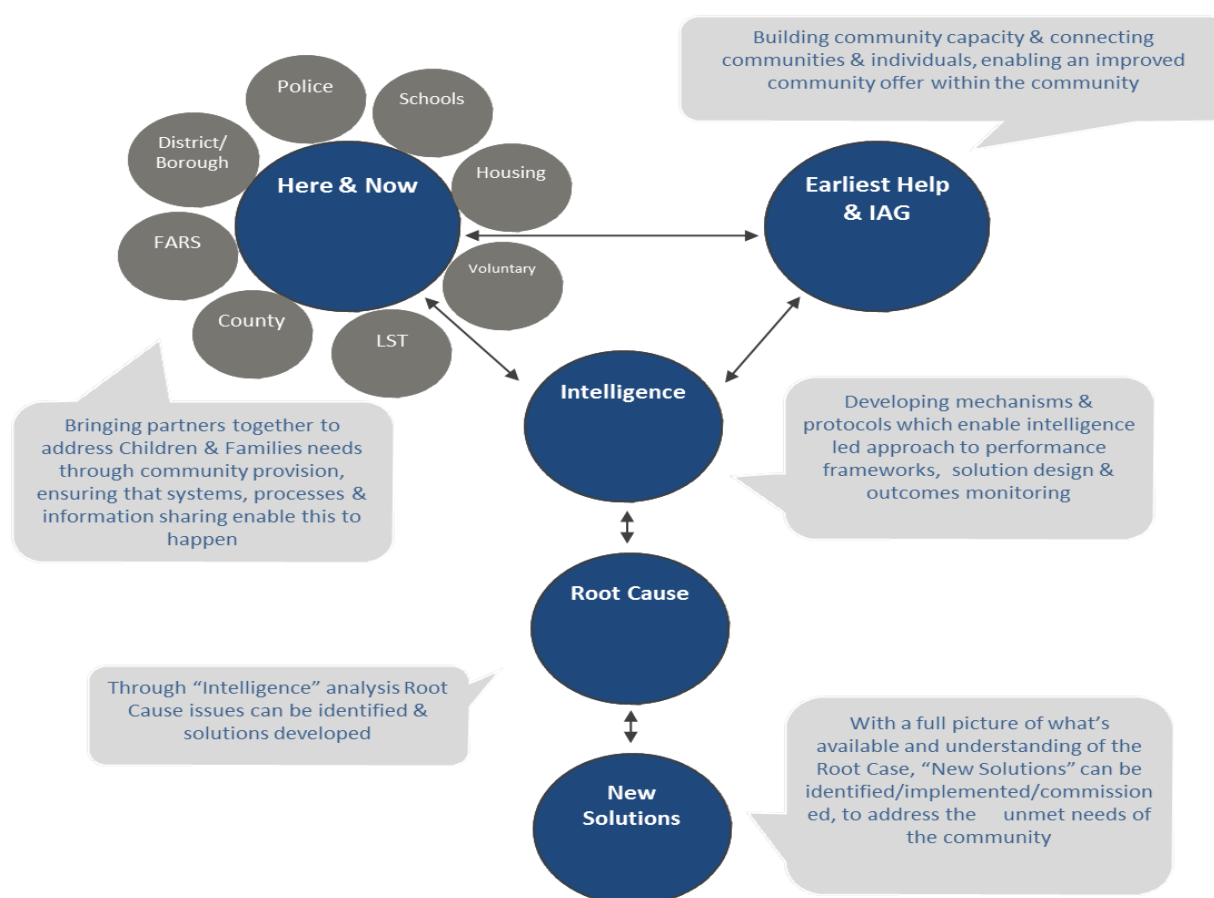 Building community capacity & connecting
communities & individuals, enabling an improved
community offer within the community
Police
Schools
District/
Borough
Housing
Here & Now
Earliest Help
& IAG
FARS
Voluntary
County
LST
Intelligence
Bringing partners together to
address Children & Families needs
through community provision,
ensuring that systems, processes &
information sharing enable this to
happen
Developing mechanisms &
protocols which enable intelligence
led approach to performance
frameworks, solution design &
outcomes monitoring
Root Cause
Through “Intelligence” analysis Root
Cause issues can be identified &
solutions developed
With a full picture of what’s
available and understanding of the
Root Case, “New Solutions” can be
identified/implemented/commission
ed, to address the unmet needs of
the community
New
Solutions